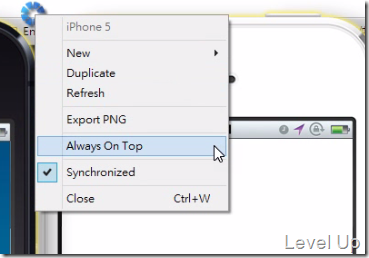 En
iPhone 5
New
Duplicate
Refresh
Export PNG
Always On Top
Synchronized
Close Ctrl+W
Level Up